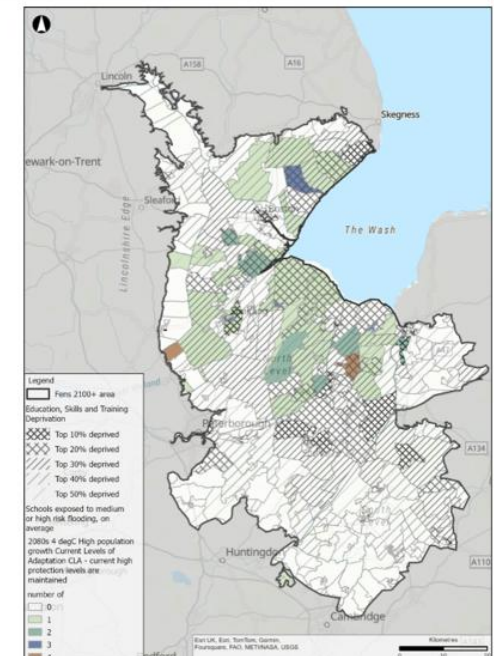 Lincoln
A158
A16
Skegness
ewark-on-Trent
Sleaford
Lincolnshire Edge
The Wash
Legend
Fens 2100+ area
Education, Skills and Training
Deprivation
Top 10% deprived
Top 20% deprived
Top 30% deprived
Top 40% deprived
Top 50% deprived
Schools exposed to medium
or high risk flooding, on
average
2080s 4 degC High population
growth Current Levels of
Adaptation CLA - current high
protection levels are
maintained
number of
0
1
2
3
North
Level
Peterborough
A134
Huntingdon
A110
Cambridge
Esri UK, Esri, TomTom, Garmin,
Foursquare, FAO, METI/NASA, USGS
Kilometres